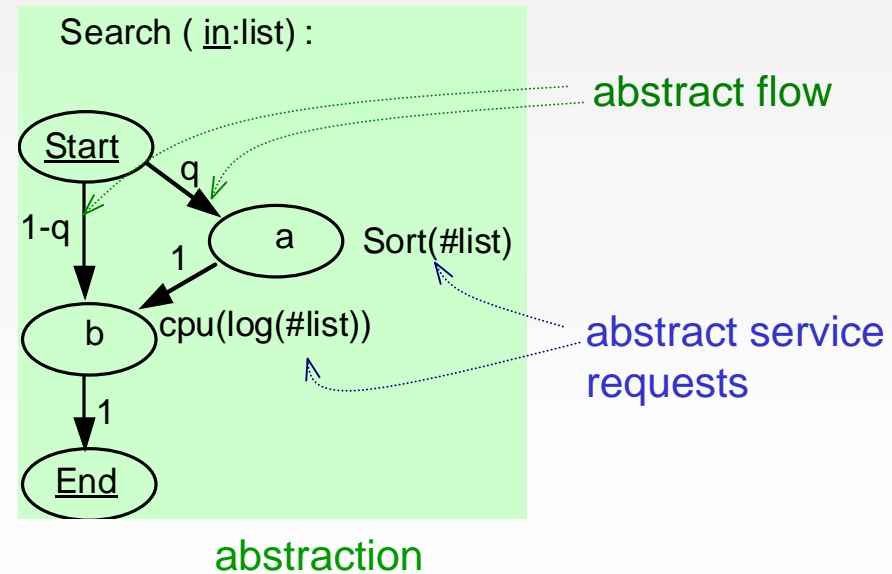 Search ( in:list) :
abstract flow
Start
q
1-q
a
Sort(#list)
1
b
cpu(log(#list))
abstract service
requests
1
End
abstraction